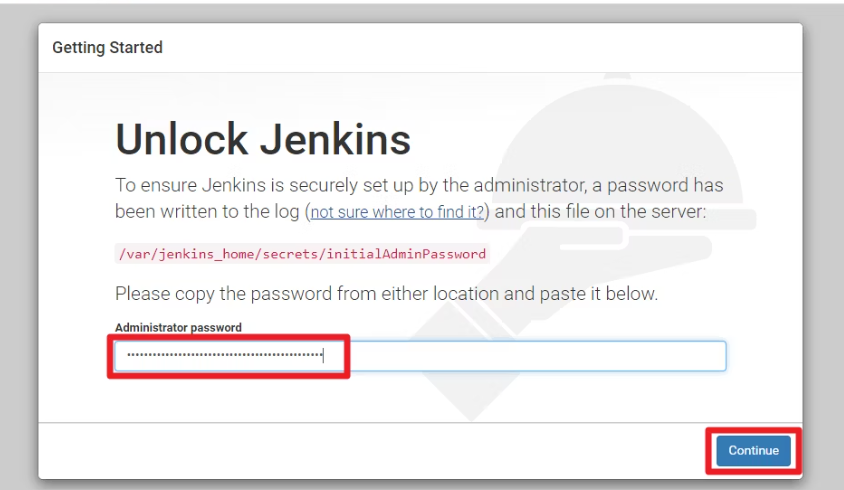 Getting Started
Unlock Jenkins
To ensure Jenkins is securely set up by the administrator, a password has
been written to the log (not sure where to find it?) and this file on the server:
/var/jenkins_home/secrets/initialAdminPassword
Please copy the password from either location and paste it below.
Administrator password
Continue